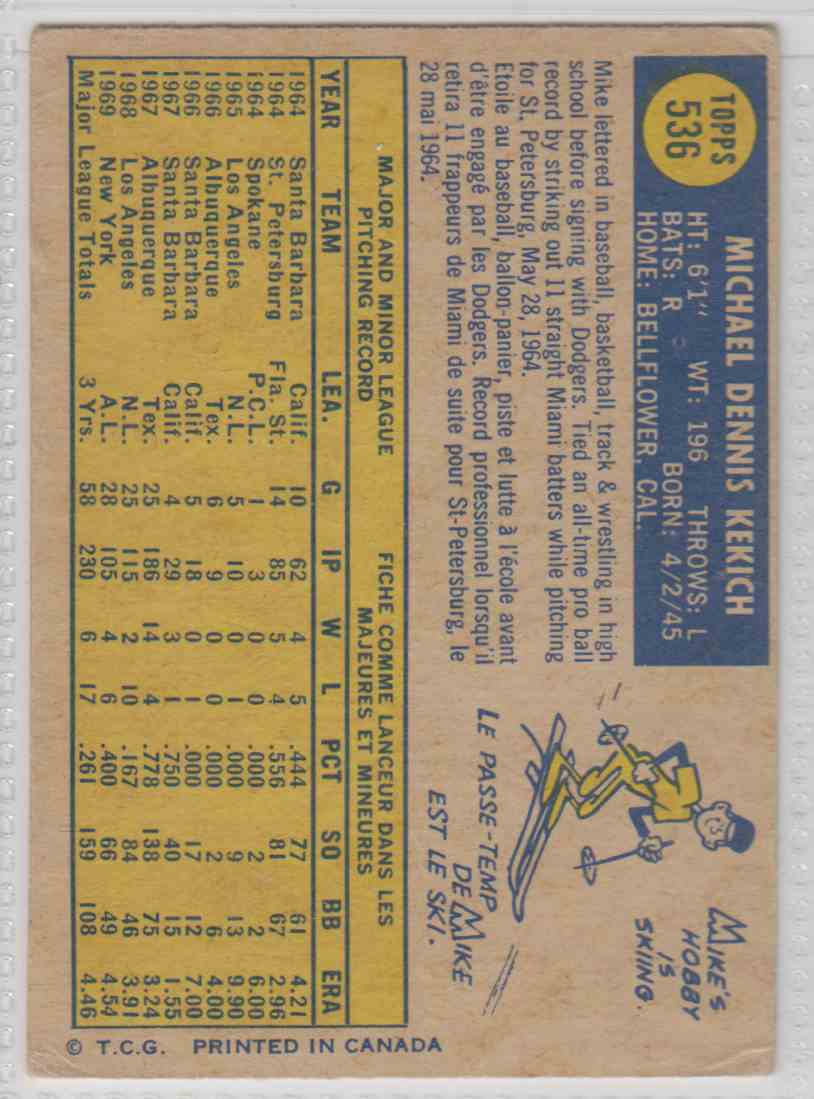 TOPPS
536
MICHAEL DENNIS KEKICH
HT: 6'1" WT: 196 THROWS: L
BATS: R BORN: 4/2/45
HOME: BELLFLOWER, CAL.
Mike lettered in baseball, basketball, track & wrestling in high
school before signing with Dodgers. Tied an all-time pro ball
record by striking out 11 straight Miami batters while pitching
for St. Petersburg, May 28, 1964.
Etoile au baseball, ballon-panier, piste et lutte à l'école avant
d'être engagé par les Dodgers. Record professionnel lorsqu'il
retira 11 frappeurs de Miami de suite pour St-Petersburg, le
28 mai 1964.
MIKE'S
HOBBY
IS
SKIING.
LE PASSE-TEMP
DE MIKE
EST LE SKI.
MAJOR AND MINOR LEAGUE FICHE COMME LANCEUR DANS LES
PITCHING RECORD MAJEURES ET MINEURES
YEAR TEAM LEA. G IP W L PCT SO BB ERA
1964 Santa Barbara Calif. 10 62 4 5 .444 77 61 4.21
1964 St. Petersburg Fla. St. 14 85 5 4 .556 81 67 2.96
1964 Spokane P.C.L. 1 3 0 0 .000 2 2 6.00
1965 Los Angeles N.L. 5 10 0 1 .000 9 13 9.90
1966 Albuquerque Tex. 6 9 0 0 .000 2 6 4.00
1966 Santa Barbara Calif. 5 18 0 1 .000 17 12 7.00
1967 Santa Barbara Calif. 4 29 3 1 .750 40 15 1.55
1967 Albuquerque Tex. 25 186 14 4 .778 138 75 3.24
1968 Los Angeles N.L. 25 115 2 10 .167 84 46 3.91
1969 New York A.L. 28 105 4 6 .400 66 49 4.54
Major League Totals 3 Yrs. 58 230 6 17 .261 159 108 4.46
© T.C.G. PRINTED IN CANADA